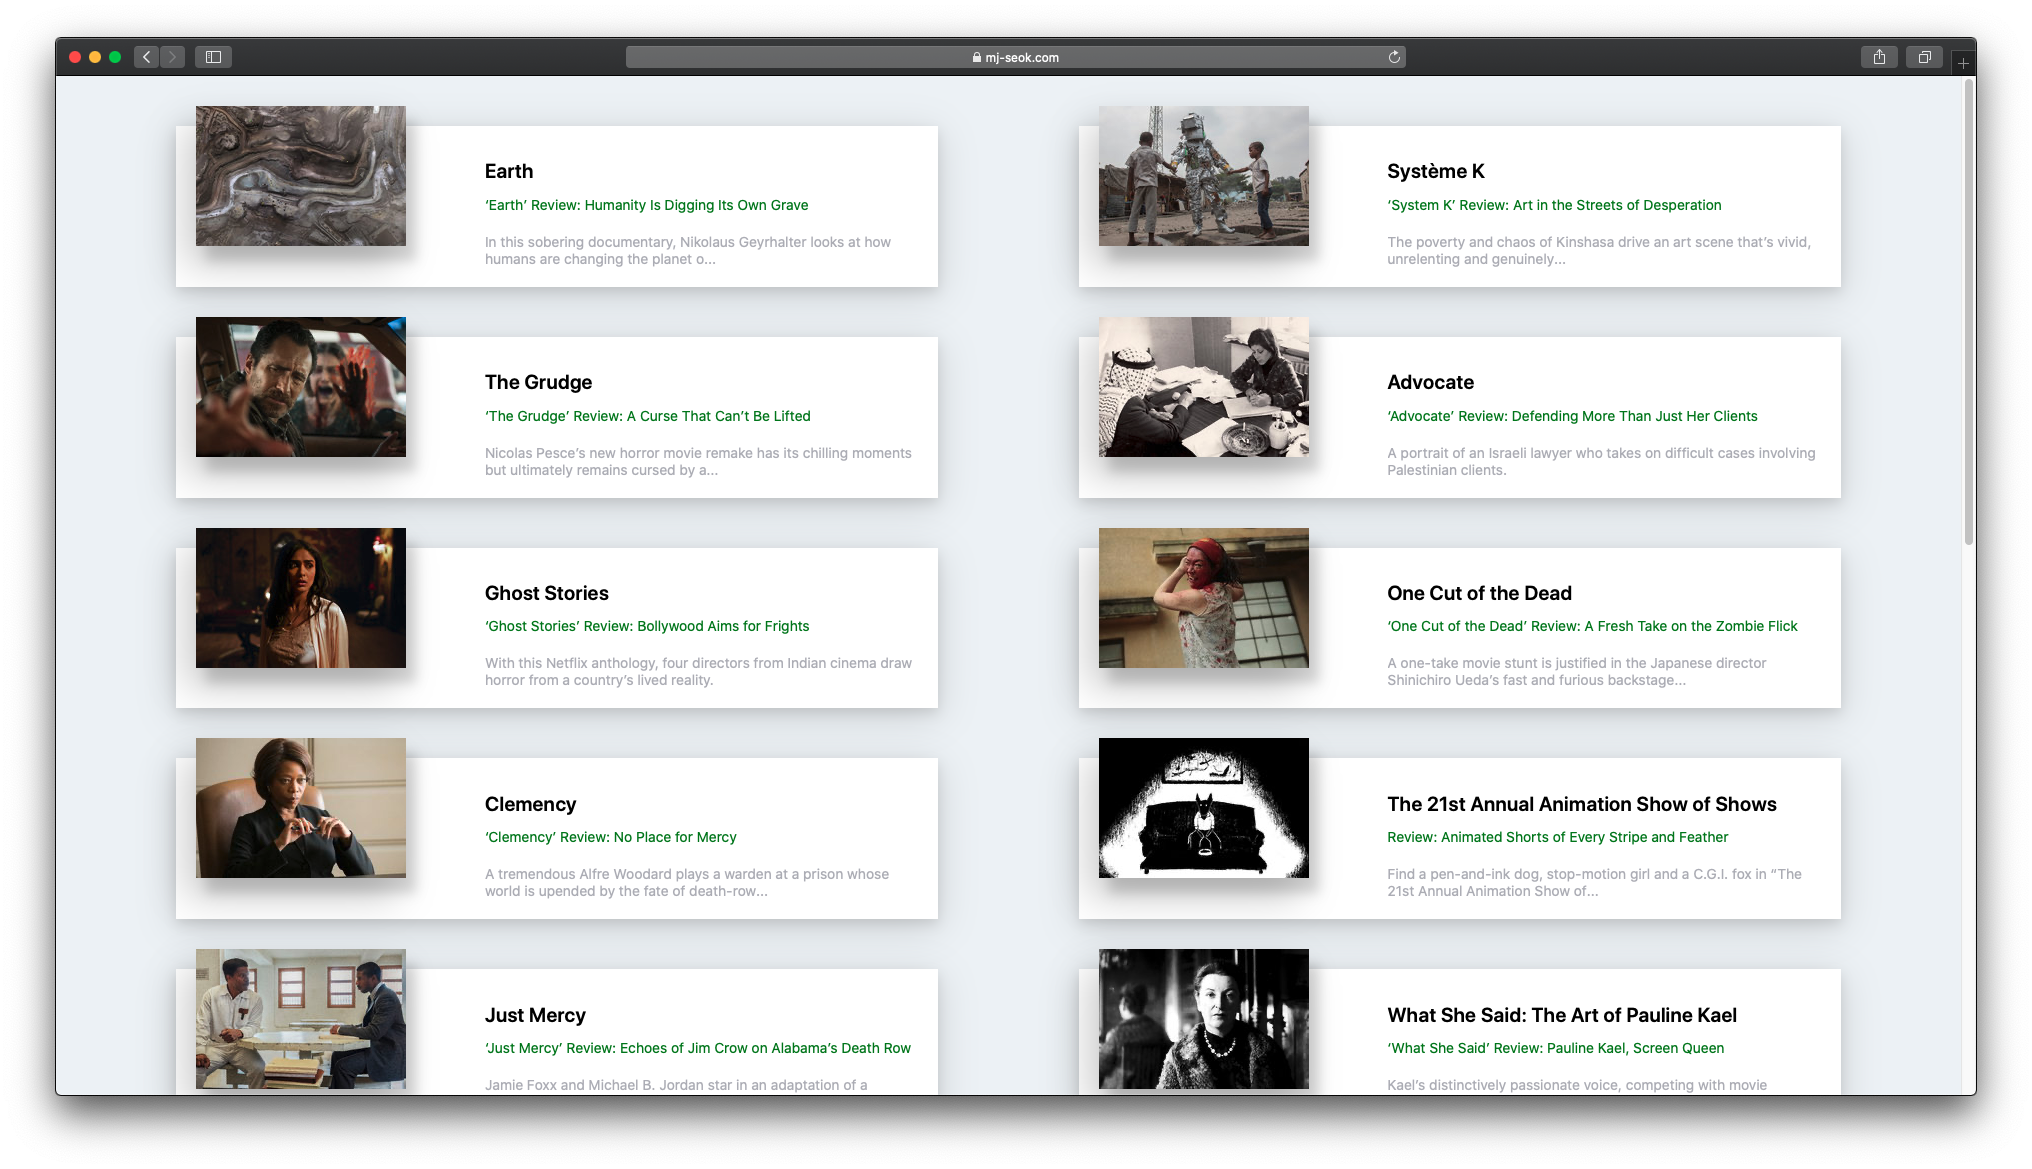 mj-seok.com
Earth
‘Earth’ Review: Humanity Is Digging Its Own Grave
In this sobering documentary, Nikolaus Geyrhalter looks at how
humans are changing the planet o...
Système K
‘System K’ Review: Art in the Streets of Desperation
The poverty and chaos of Kinshasa drive an art scene that’s vivid,
unrelenting and genuinely...
The Grudge
‘The Grudge’ Review: A Curse That Can’t Be Lifted
Nicolas Pesce’s new horror movie remake has its chilling moments
but ultimately remains cursed by a...
Advocate
‘Advocate’ Review: Defending More Than Just Her Clients
A portrait of an Israeli lawyer who takes on difficult cases involving
Palestinian clients.
Ghost Stories
‘Ghost Stories’ Review: Bollywood Aims for Frights
With this Netflix anthology, four directors from Indian cinema draw
horror from a country’s lived reality.
One Cut of the Dead
‘One Cut of the Dead’ Review: A Fresh Take on the Zombie Flick
A one-take movie stunt is justified in the Japanese director
Shinichiro Ueda’s fast and furious backstage...
Clemency
‘Clemency’ Review: No Place for Mercy
A tremendous Alfre Woodard plays a warden at a prison whose
world is upended by the fate of death-row...
The 21st Annual Animation Show of Shows
Review: Animated Shorts of Every Stripe and Feather
Find a pen-and-ink dog, stop-motion girl and a C.G.I. fox in “The
21st Annual Animation Show of...
Just Mercy
‘Just Mercy’ Review: Echoes of Jim Crow on Alabama’s Death Row
Jamie Foxx and Michael B. Jordan star in an adaptation of a
What She Said: The Art of Pauline Kael
‘What She Said’ Review: Pauline Kael, Screen Queen
Kael’s distinctively passionate voice, competing with movie